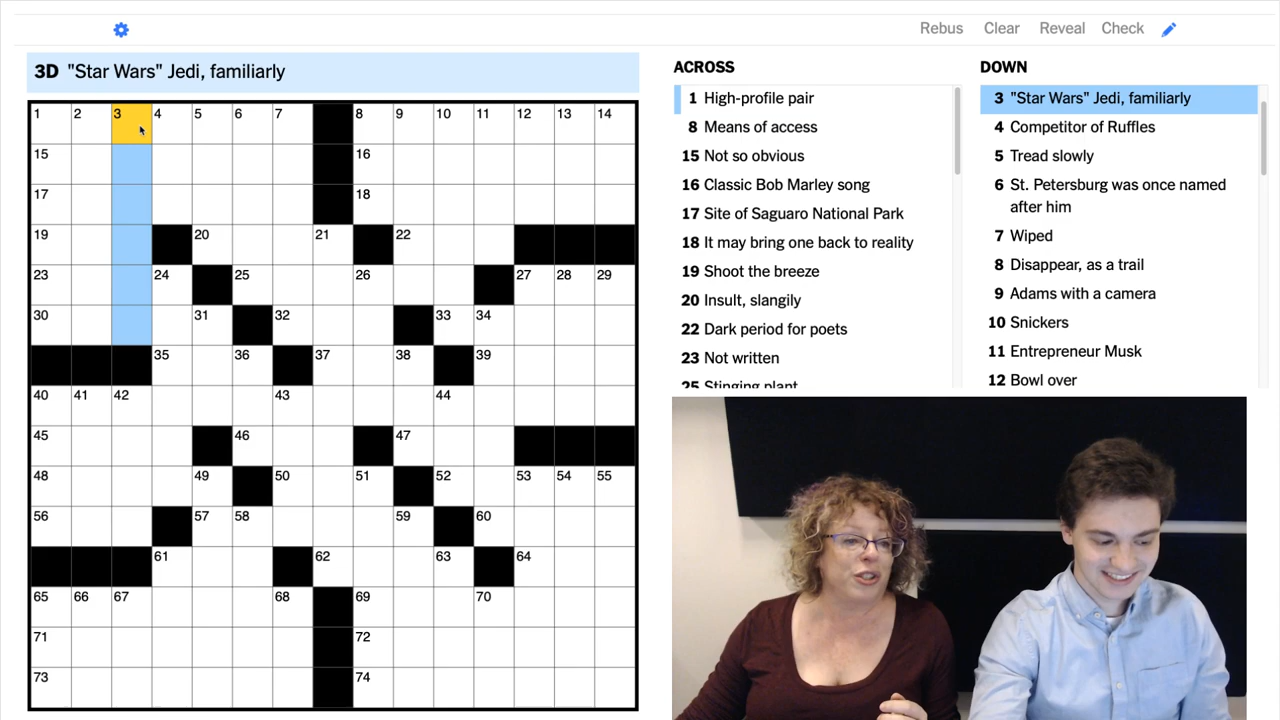 Rebus Clear Reveal Check
3D "Star Wars" Jedi, familiarly
1 2 3 4 5 6 7 8 9 10 11 12 13 14
15 16
17 18
19 20 21 22
23 24 25 26 27 28 29
30 31 32 33 34
35 36 37 38 39
40 41 42 43 44
45 46 47
48 49 50 51 52 53 54 55
56 57 58 59 60
61 62 63 64
65 66 67 68 69 70
71 72
73 74
ACROSS
1 High-profile pair
8 Means of access
15 Not so obvious
16 Classic Bob Marley song
17 Site of Saguaro National Park
18 It may bring one back to reality
19 Shoot the breeze
20 Insult, slangily
22 Dark period for poets
23 Not written
25 Stinging plant
DOWN
3 "Star Wars" Jedi, familiarly
4 Competitor of Ruffles
5 Tread slowly
6 St. Petersburg was once named
after him
7 Wiped
8 Disappear, as a trail
9 Adams with a camera
10 Snickers
11 Entrepreneur Musk
12 Bowl over